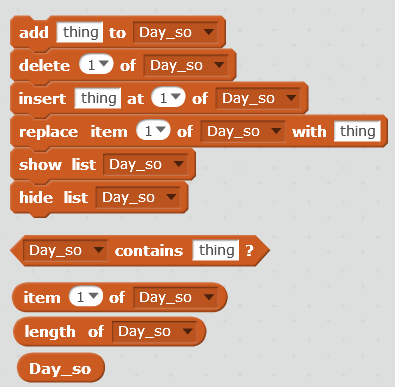 add thing to Day_so
delete 1 of Day_so
insert thing at 1 of Day_so
replace item 1 of Day_so with thing
show list Day_so
hide list Day_so
Day_so contains thing ?
item 1 of Day_so
length of Day_so
Day_so